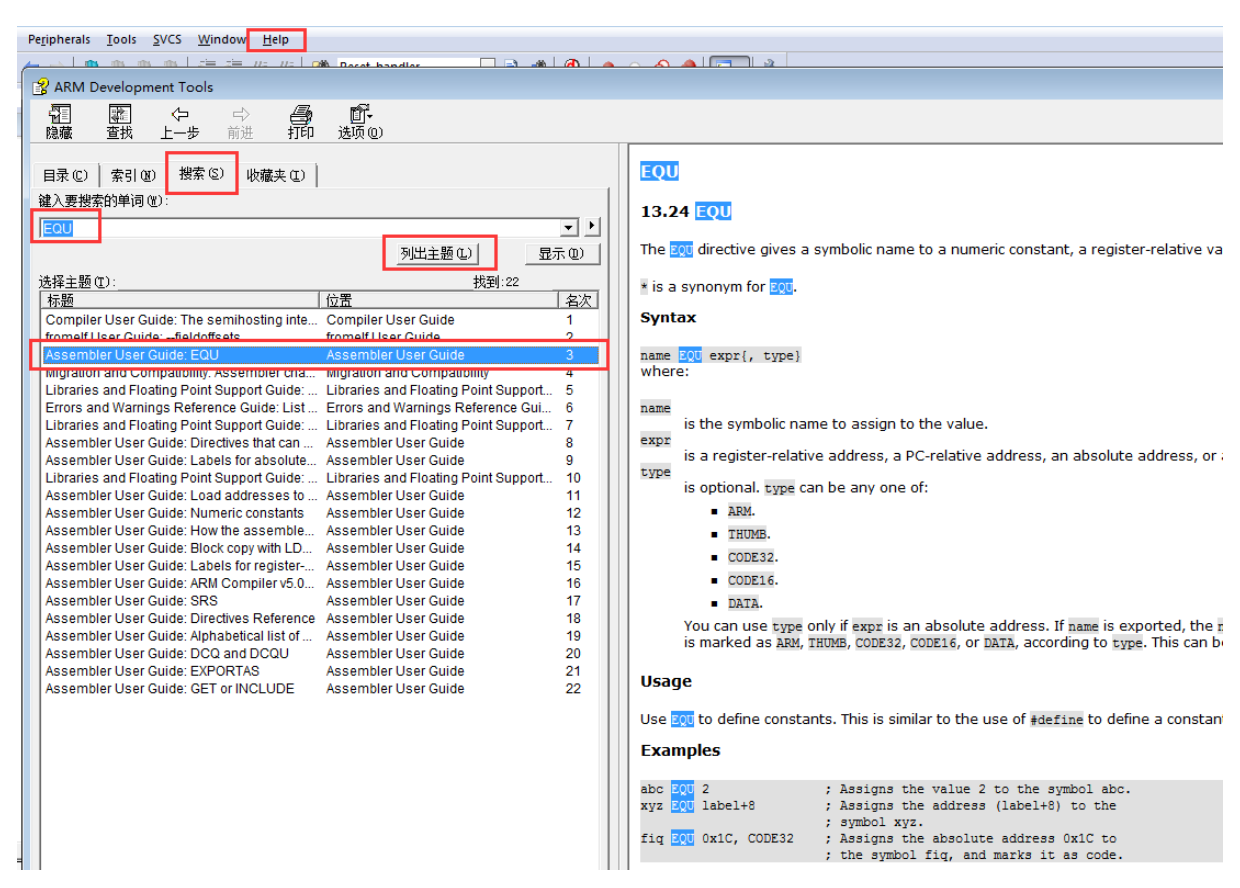 Peripherals Tools SVCS Window Help
Reset_handler
ARM Development Tools
隐藏 查找 上一步 前进 打印 选项(O)
目录(C) 索引(N) 搜索(S) 收藏夹(I)
键入要搜索的单词(W):
EQU
列出主题(L) 显示(D)
选择主题(T): 找到:22
标题 位置 名次
Compiler User Guide: The semihosting inte... Compiler User Guide 1
fromelf User Guide: --fieldoffsets fromelf User Guide 2
Assembler User Guide: EQU Assembler User Guide 3
Migration and Compatibility: Assembler cha... Migration and Compatibility 4
Libraries and Floating Point Support Guide: ... Libraries and Floating Point Support... 5
Errors and Warnings Reference Guide: List ... Errors and Warnings Reference Gui... 6
Libraries and Floating Point Support Guide: ... Libraries and Floating Point Support... 7
Assembler User Guide: Directives that can ... Assembler User Guide 8
Assembler User Guide: Labels for absolute... Assembler User Guide 9
Libraries and Floating Point Support Guide: ... Libraries and Floating Point Support... 10
Assembler User Guide: Load addresses to ... Assembler User Guide 11
Assembler User Guide: Numeric constants Assembler User Guide 12
Assembler User Guide: How the assemble... Assembler User Guide 13
Assembler User Guide: Block copy with LD... Assembler User Guide 14
Assembler User Guide: Labels for register-... Assembler User Guide 15
Assembler User Guide: ARM Compiler v5.0... Assembler User Guide 16
Assembler User Guide: SRS Assembler User Guide 17
Assembler User Guide: Directives Reference Assembler User Guide 18
Assembler User Guide: Alphabetical list of ... Assembler User Guide 19
Assembler User Guide: DCQ and DCQU Assembler User Guide 20
Assembler User Guide: EXPORTAS Assembler User Guide 21
Assembler User Guide: GET or INCLUDE Assembler User Guide 22
EQU
13.24 EQU
The EQU directive gives a symbolic name to a numeric constant, a register-relative va
* is a synonym for EQU.
Syntax
name EQU expr{, type}
where:
name
is the symbolic name to assign to the value.
expr
is a register-relative address, a PC-relative address, an absolute address, or
type
is optional. type can be any one of:
▪ ARM.
▪ THUMB.
▪ CODE32.
▪ CODE16.
▪ DATA.
You can use type only if expr is an absolute address. If name is exported, the
is marked as ARM, THUMB, CODE32, CODE16, or DATA, according to type. This can b
Usage
Use EQU to define constants. This is similar to the use of #define to define a constan
Examples
abc EQU 2 ; Assigns the value 2 to the symbol abc.
xyz EQU label+8 ; Assigns the address (label+8) to the
; symbol xyz.
fiq EQU 0x1C, CODE32 ; Assigns the absolute address 0x1C to
; the symbol fiq, and marks it as code.